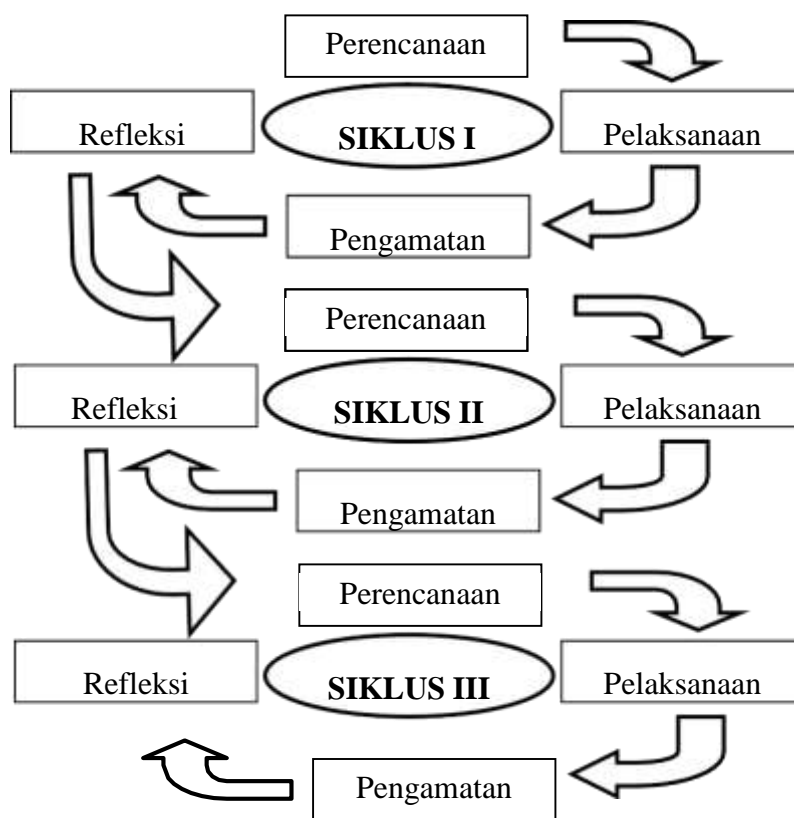 Perencanaan
Refleksi
SIKLUS I
Pelaksanaan
Pengamatan
Perencanaan
Refleksi
SIKLUS II
Pelaksanaan
Pengamatan
Perencanaan
Refleksi
SIKLUS III
Pelaksanaan
Pengamatan